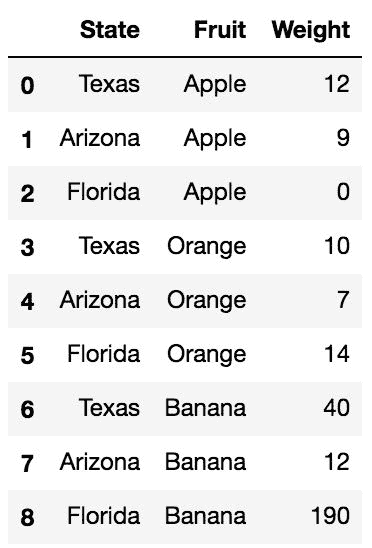 State Fruit Weight
0 Texas Apple 12
1 Arizona Apple 9
2 Florida Apple 0
3 Texas Orange 10
4 Arizona Orange 7
5 Florida Orange 14
6 Texas Banana 40
7 Arizona Banana 12
8 Florida Banana 190